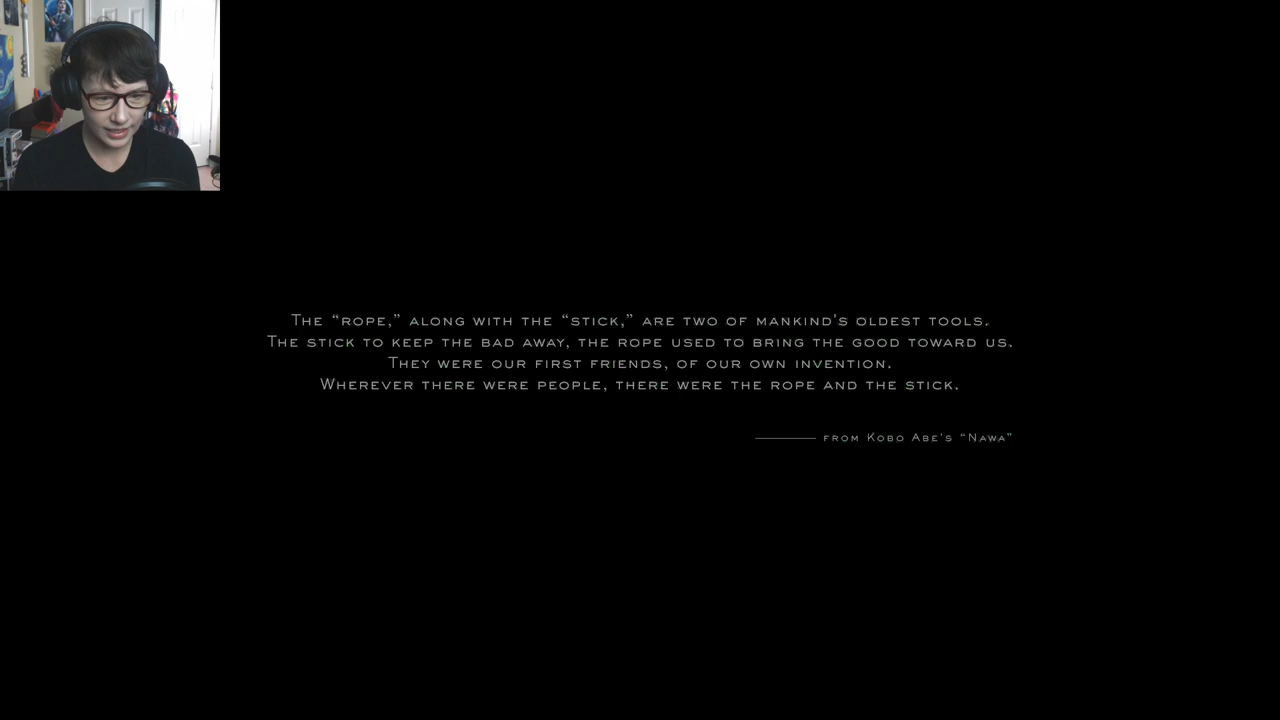 The “rope,” along with the “stick,” are two of mankind's oldest tools.
The stick to keep the bad away, the rope used to bring the good toward us.
They were our first friends, of our own invention.
Wherever there were people, there were the rope and the stick.
——— from Kobo Abe's “Nawa”